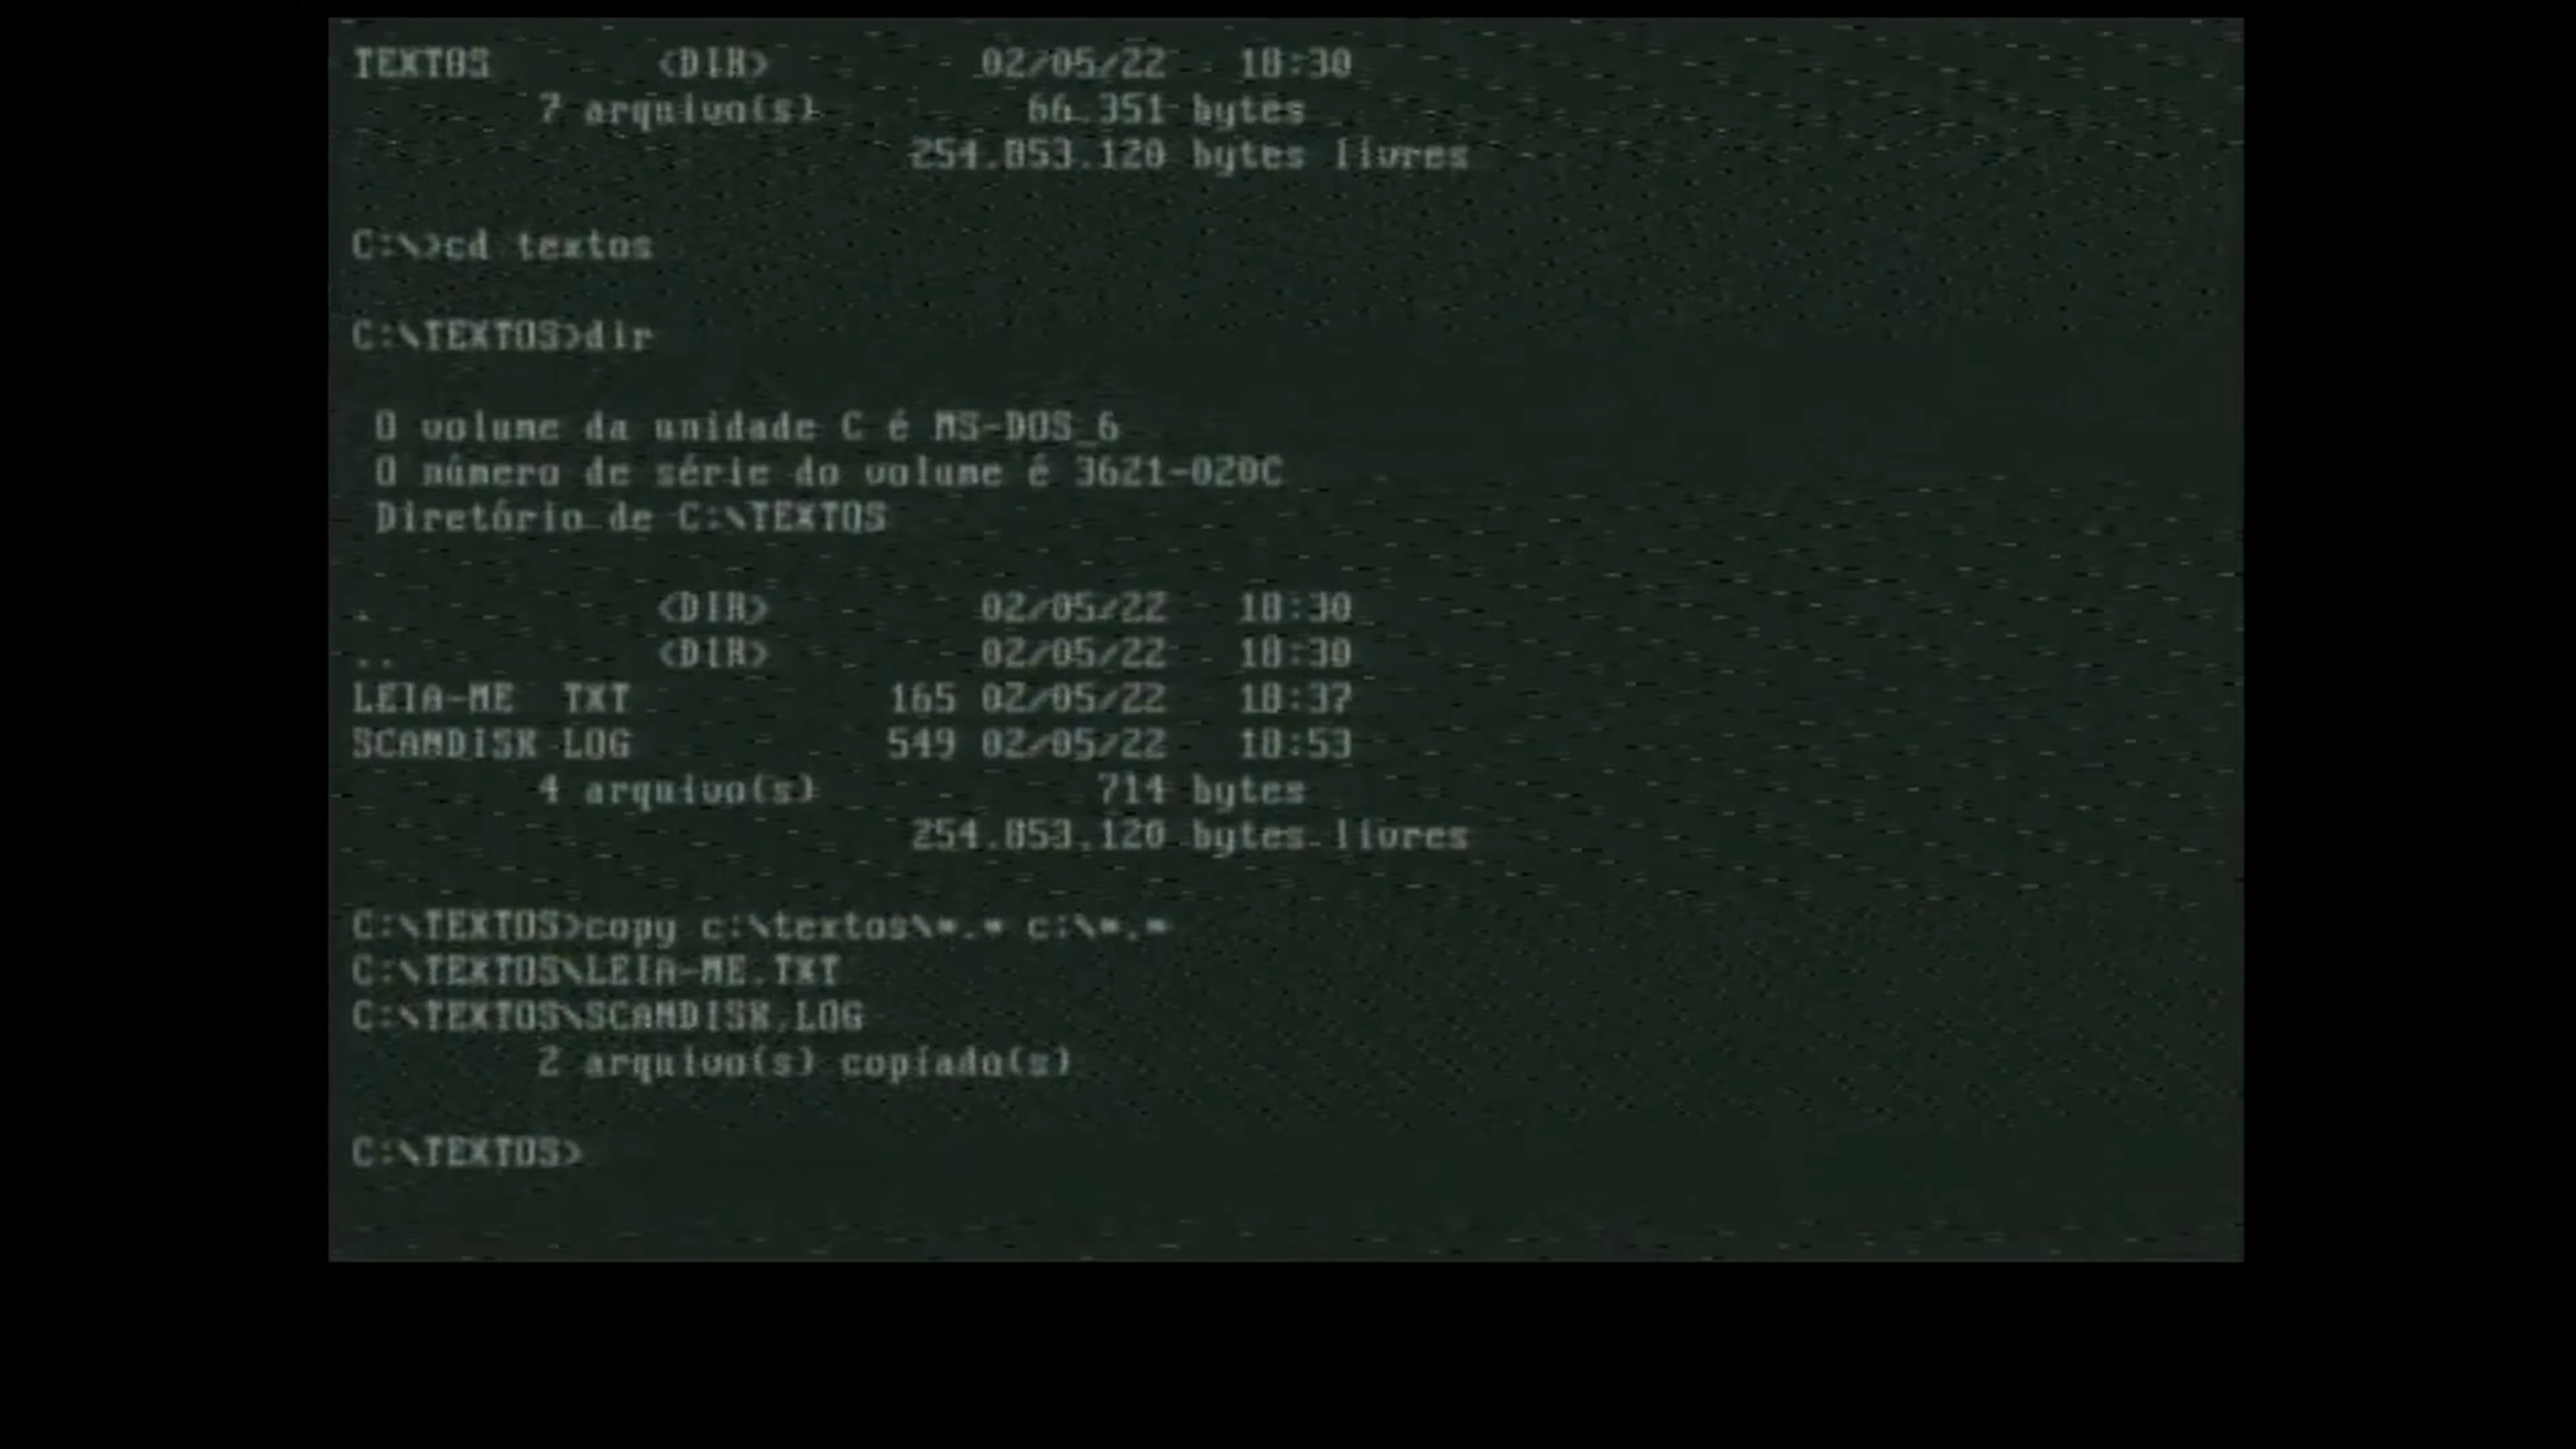 TEXTOS <DIR> 02/05/22 18:30
7 arquivo(s) 66.351 bytes
254.853.120 bytes livres
C:\>cd textos
C:\TEXTOS>dir
O volume da unidade C é MS-DOS_6
O número de série do volume é 3621-020C
Diretório de C:\TEXTOS
. <DIR> 02/05/22 18:30
.. <DIR> 02/05/22 18:30
LEIA-ME TXT 165 02/05/22 18:37
SCANDISK LOG 549 02/05/22 18:53
4 arquivo(s) 714 bytes
254.853.120 bytes livres
C:\TEXTOS>copy c:\textos\*.* c:\*.*
C:\TEXTOS\LEIA-ME.TXT
C:\TEXTOS\SCANDISK.LOG
2 arquivo(s) copiado(s)
C:\TEXTOS>